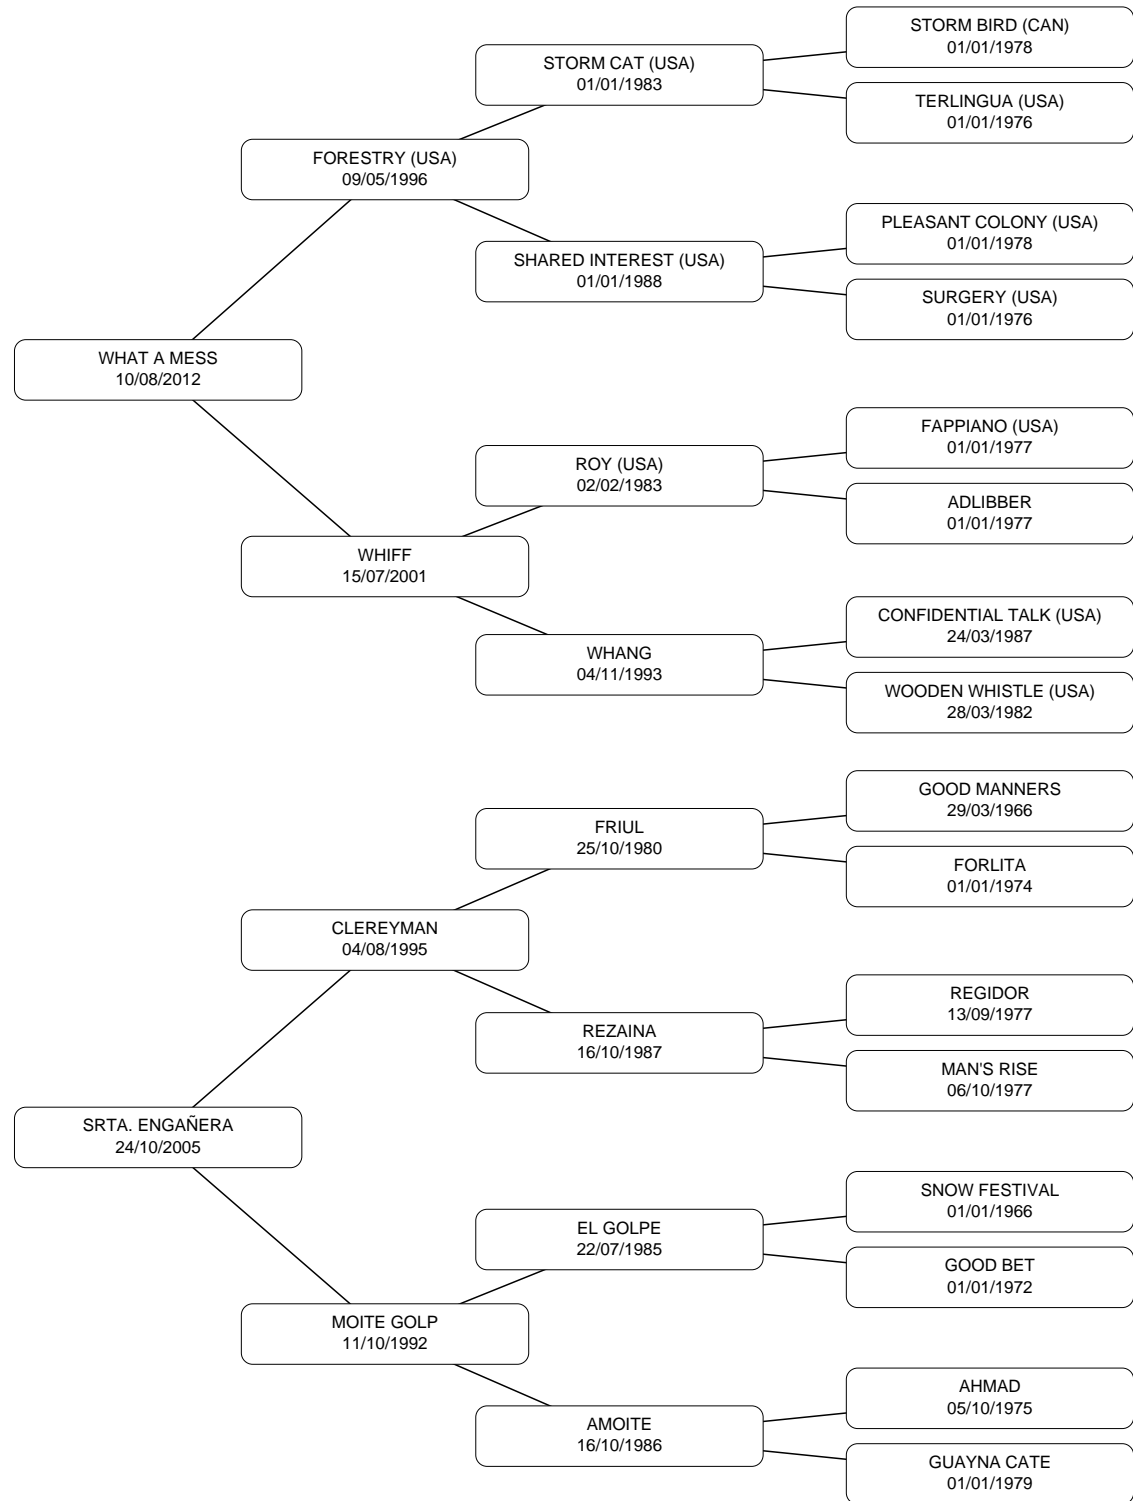 STORM BIRD (CAN)
01/01/1978
STORM CAT (USA)
01/01/1983
TERLINGUA (USA)
01/01/1976
FORESTRY (USA)
09/05/1996
PLEASANT COLONY (USA)
01/01/1978
SHARED INTEREST (USA)
01/01/1988
SURGERY (USA)
01/01/1976
WHAT A MESS
10/08/2012
FAPPIANO (USA)
01/01/1977
ROY (USA)
02/02/1983
ADLIBBER
01/01/1977
WHIFF
15/07/2001
CONFIDENTIAL TALK (USA)
24/03/1987
WHANG
04/11/1993
WOODEN WHISTLE (USA)
28/03/1982
GOOD MANNERS
29/03/1966
FRIUL
25/10/1980
FORLITA
01/01/1974
CLEREYMAN
04/08/1995
REGIDOR
13/09/1977
REZAINA
16/10/1987
MAN'S RISE
06/10/1977
SRTA. ENGAÑERA
24/10/2005
SNOW FESTIVAL
01/01/1966
EL GOLPE
22/07/1985
GOOD BET
01/01/1972
MOITE GOLP
11/10/1992
AHMAD
05/10/1975
AMOITE
16/10/1986
GUAYNA CATE
01/01/1979